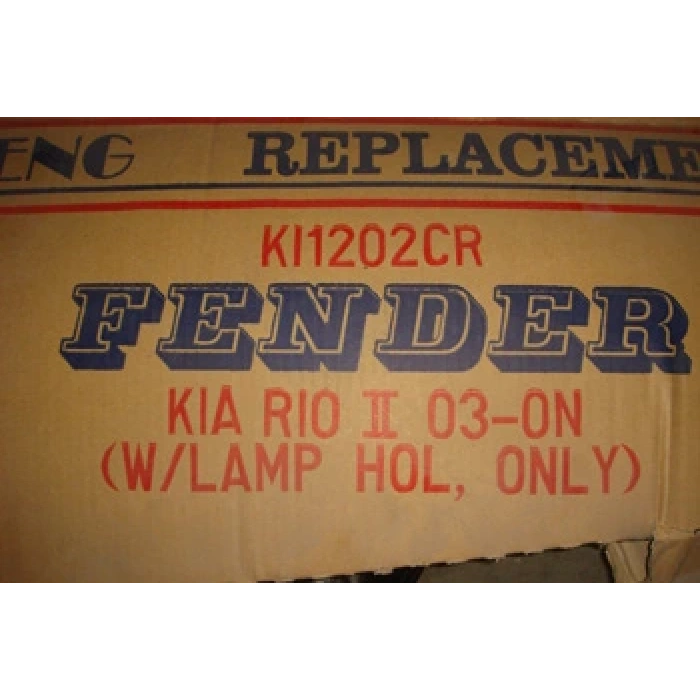 ENG REPLACEME
KI1202CR
FENDER
KIA RIO II 03-ON
(W/LAMP HOL, ONLY)